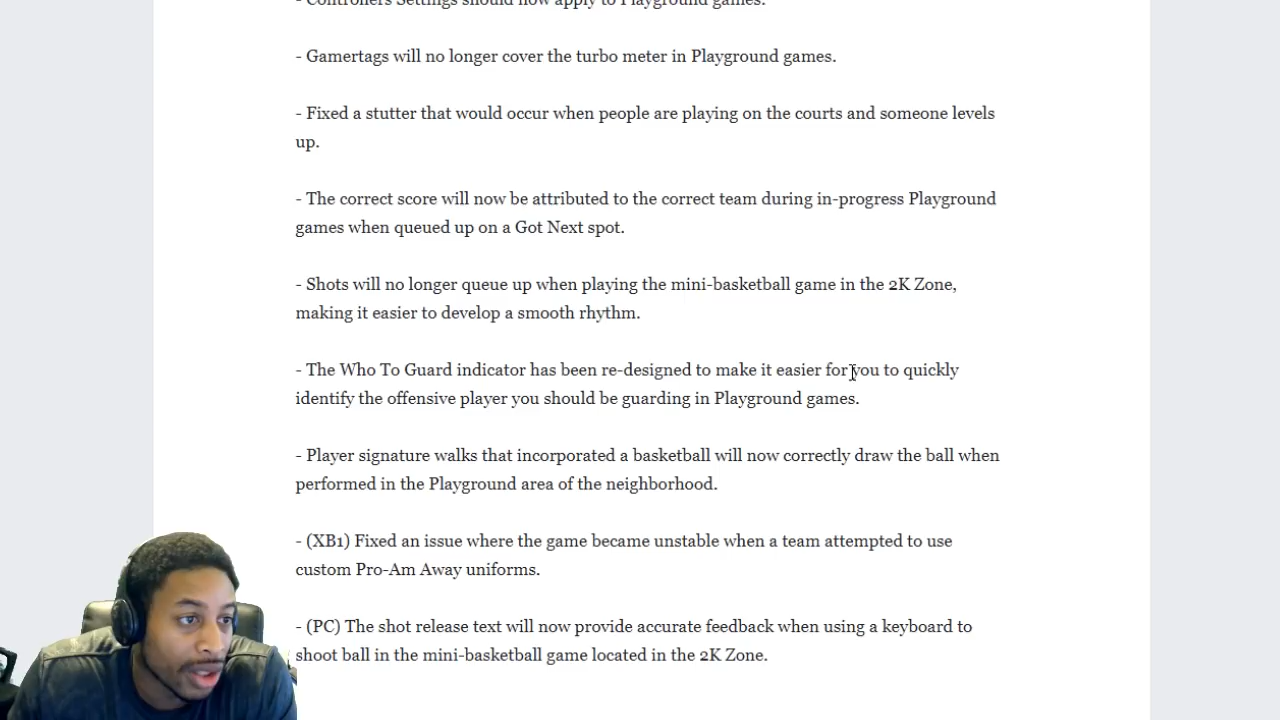 - Controllers Settings should now apply to Playground games.
- Gamertags will no longer cover the turbo meter in Playground games.
- Fixed a stutter that would occur when people are playing on the courts and someone levels
up.
- The correct score will now be attributed to the correct team during in-progress Playground
games when queued up on a Got Next spot.
- Shots will no longer queue up when playing the mini-basketball game in the 2K Zone,
making it easier to develop a smooth rhythm.
- The Who To Guard indicator has been re-designed to make it easier for you to quickly
identify the offensive player you should be guarding in Playground games.
- Player signature walks that incorporated a basketball will now correctly draw the ball when
performed in the Playground area of the neighborhood.
- (XB1) Fixed an issue where the game became unstable when a team attempted to use
custom Pro-Am Away uniforms.
- (PC) The shot release text will now provide accurate feedback when using a keyboard to
shoot ball in the mini-basketball game located in the 2K Zone.